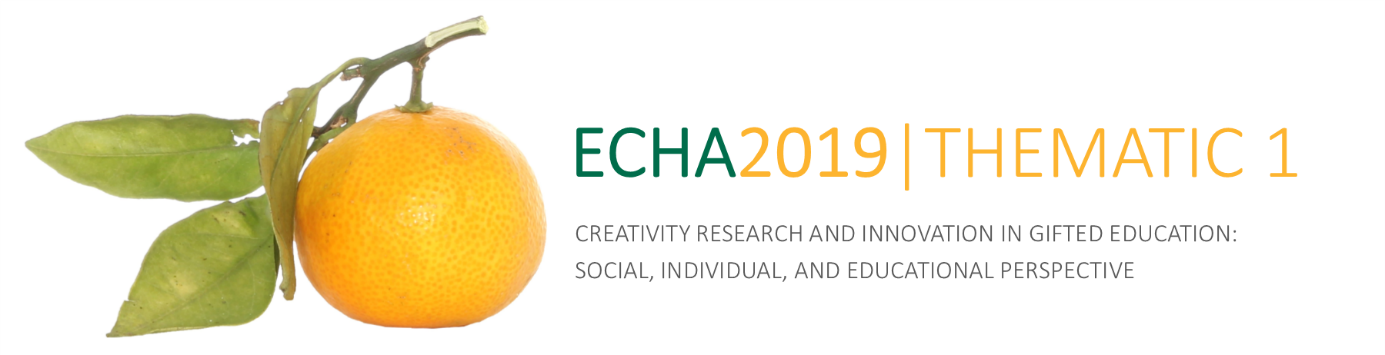 ECHA2019|THEMATIC 1
CREATIVITY RESEARCH AND INNOVATION IN GIFTED EDUCATION:
SOCIAL, INDIVIDUAL, AND EDUCATIONAL PERSPECTIVE